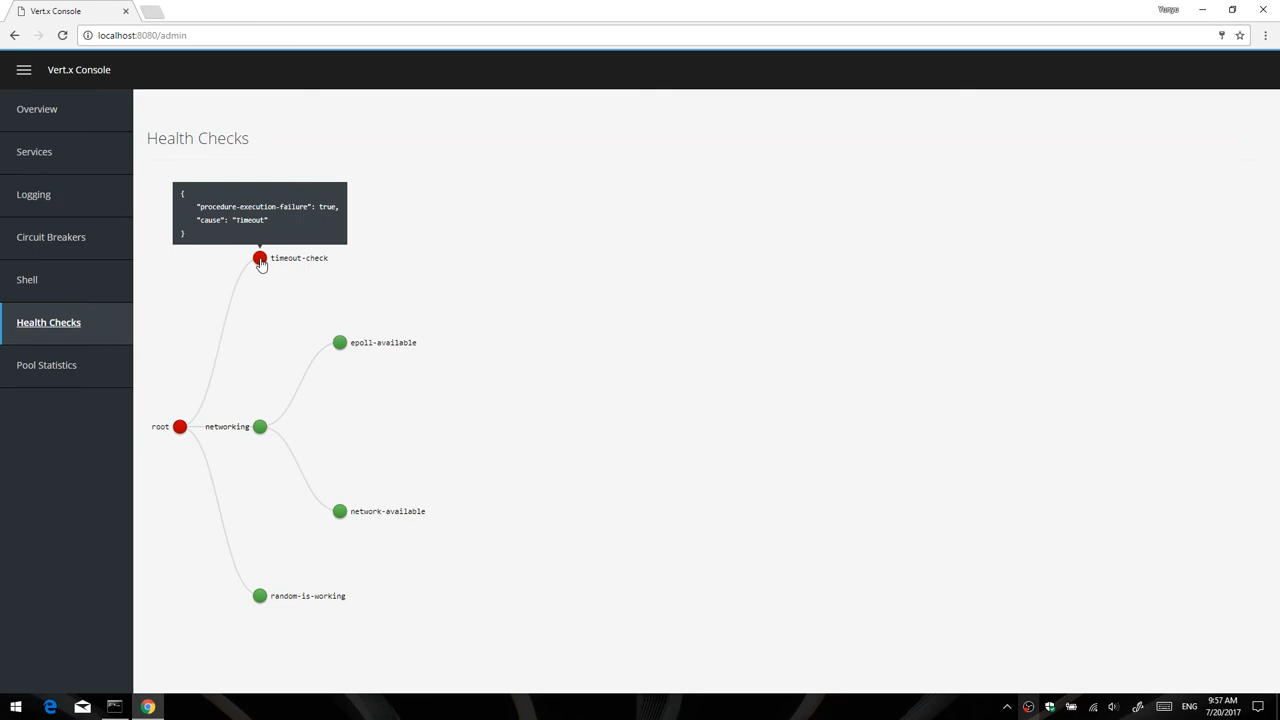 Vert.x Console
Yunyu
localhost:8080/admin
Vert.x Console
Overview
Services
Logging
Circuit Breakers
Shell
Health Checks
Pool Statistics
Health Checks
{
"procedure-execution-failure": true,
"cause": "Timeout"
}
timeout-check
epoll-available
root
networking
network-available
random-is-working
ENG
9:57 AM
7/20/2017